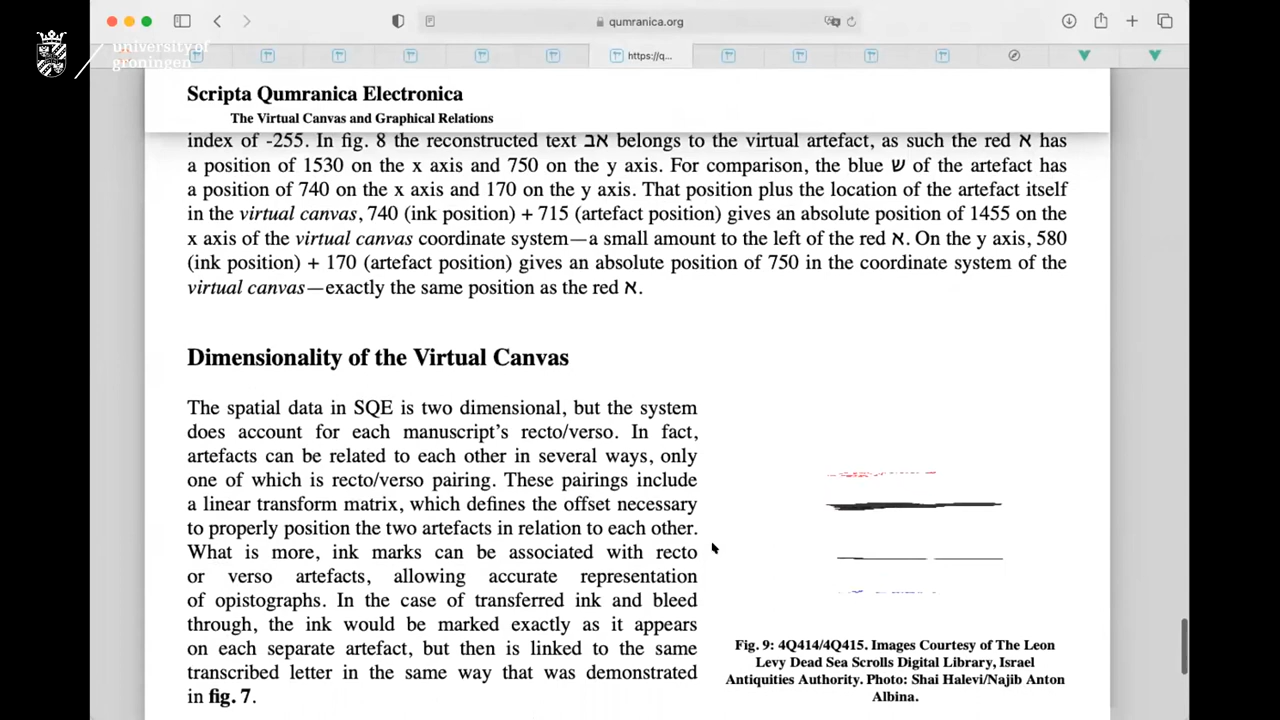 qumranica.org
university of
groningen
https://q...
Scripta Qumranica Electronica
The Virtual Canvas and Graphical Relations
index of -255. In fig. 8 the reconstructed text אב belongs to the virtual artefact, as such the red א has
a position of 1530 on the x axis and 750 on the y axis. For comparison, the blue ש of the artefact has
a position of 740 on the x axis and 170 on the y axis. That position plus the location of the artefact itself
in the virtual canvas, 740 (ink position) + 715 (artefact position) gives an absolute position of 1455 on the
x axis of the virtual canvas coordinate system—a small amount to the left of the red א. On the y axis, 580
(ink position) + 170 (artefact position) gives an absolute position of 750 in the coordinate system of the
virtual canvas—exactly the same position as the red א.
Dimensionality of the Virtual Canvas
The spatial data in SQE is two dimensional, but the system
does account for each manuscript's recto/verso. In fact,
artefacts can be related to each other in several ways, only
one of which is recto/verso pairing. These pairings include
a linear transform matrix, which defines the offset necessary
to properly position the two artefacts in relation to each other.
What is more, ink marks can be associated with recto
or verso artefacts, allowing accurate representation
of opistographs. In the case of transferred ink and bleed
through, the ink would be marked exactly as it appears
on each separate artefact, but then is linked to the same
transcribed letter in the same way that was demonstrated
in fig. 7.
Fig. 9: 4Q414/4Q415. Images Courtesy of The Leon
Levy Dead Sea Scrolls Digital Library, Israel
Antiquities Authority. Photo: Shai Halevi/Najib Anton
Albina.